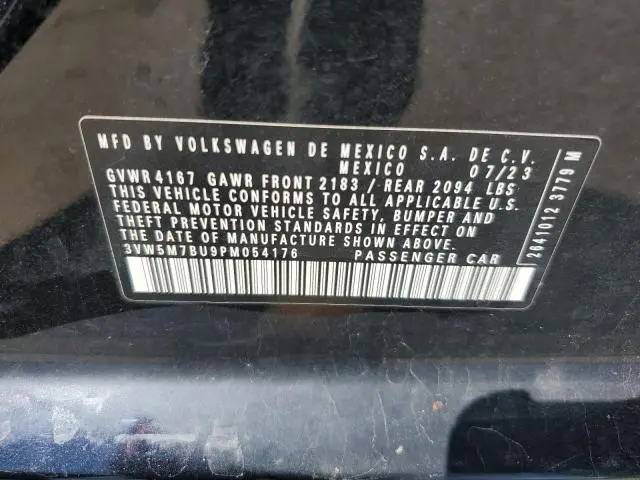 MFD BY VOLKSWAGEN DE MEXICO S.A. DE C.V.
MEXICO 07/23
GVWR 4167 GAWR FRONT 2183 / REAR 2094 LBS
THIS VEHICLE CONFORMS TO ALL APPLICABLE U.S.
FEDERAL MOTOR VEHICLE SAFETY, BUMPER AND
THEFT PREVENTION STANDARDS IN EFFECT ON
THE DATE OF MANUFACTURE SHOWN ABOVE.
3VW5M7BU9PM054176 PASSENGER CAR
2641012 37779 M